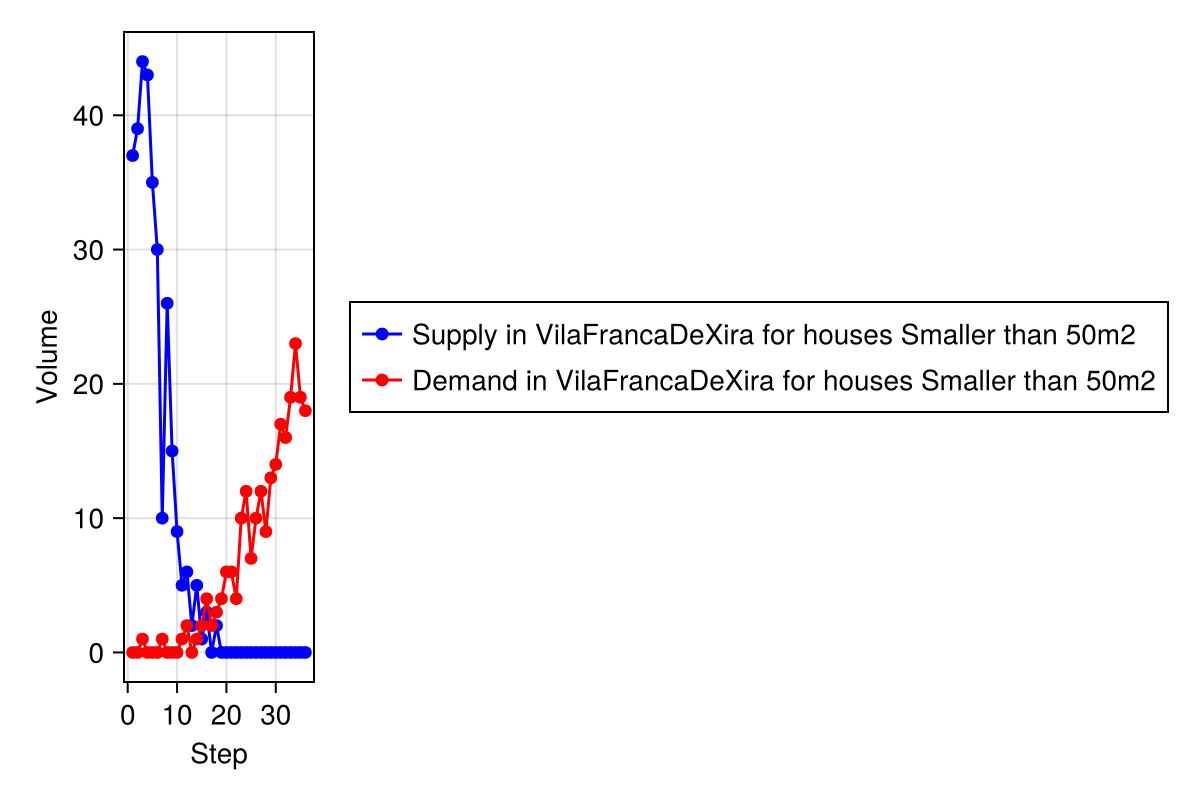 Volume
40
30
20
10
0
0 10 20 30
Step
Supply in VilaFrancaDeXira for houses Smaller than 50m2
Demand in VilaFrancaDeXira for houses Smaller than 50m2